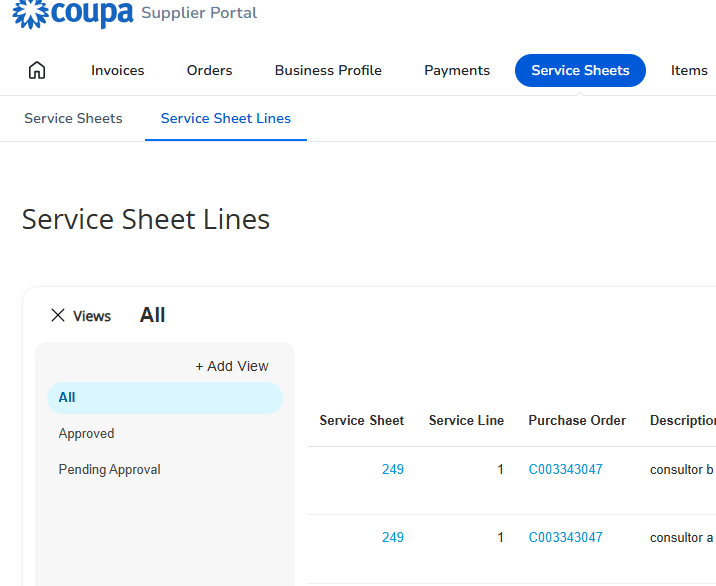 coupa Supplier Portal
Invoices Orders Business Profile Payments Service Sheets Items
Service Sheets Service Sheet Lines
Service Sheet Lines
Views All
+ Add View
All
Approved
Pending Approval
Service Sheet Service Line Purchase Order Description
249 1 C003343047 consultor b
249 1 C003343047 consultor a